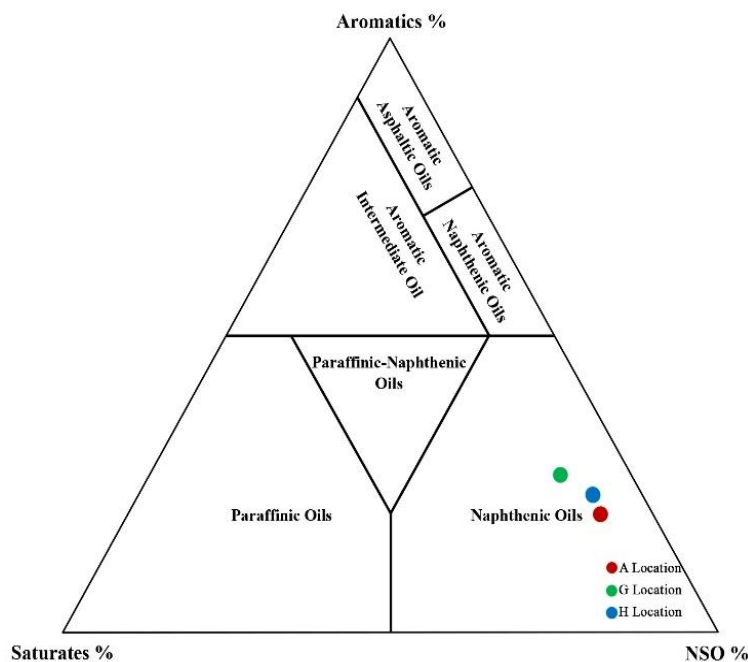 Aromatics %
Aromatic
Asphaltic Oils
Aromatic
Intermediate Oil
Aromatic
Naphthenic Oils
Paraffinic-Naphthenic
Oils
Paraffinic Oils
Naphthenic Oils
A Location
G Location
H Location
Saturates %
NSO %